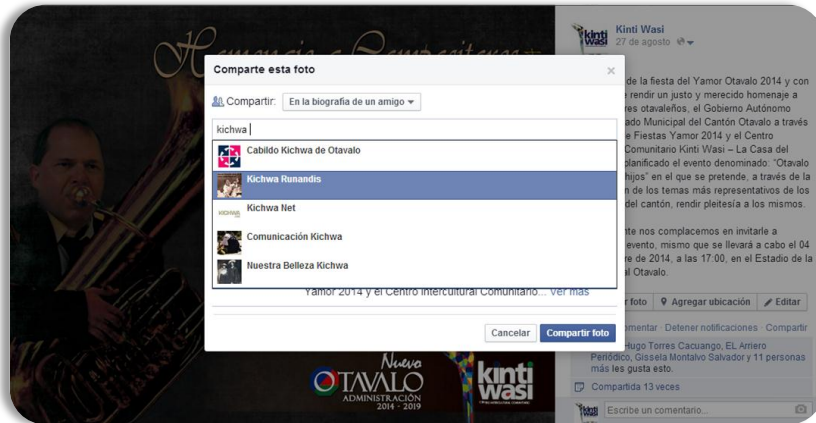 Homenaje a Compositores
Comparte esta foto
Compartir:
En la biografía de un amigo
kichwa
Cabildo Kichwa de Otavalo
Kichwa Runandis
Kichwa Net
KICHWA
Comunicación Kichwa
Nuestra Belleza Kichwa
Yamor 2014 y el Centro Intercultural Comunitario... Ver más
Cancelar
Compartir foto
Nuevo
OTAVALO
ADMINISTRACIÓN
2014 - 2019
kinti
wasi
kinti
wasi
Kinti Wasi
27 de agosto
de la fiesta del Yamor Otavalo 2014 y con
rendir un justo y merecido homenaje a
res otavaleños, el Gobierno Autónomo
ado Municipal del Cantón Otavalo a través
e Fiestas Yamor 2014 y el Centro
Comunitario Kinti Wasi – La Casa del
planificado el evento denominado: "Otavalo
hijos" en el que se pretende, a través de la
n de los temas más representativos de los
del cantón, rendir pleitesía a los mismos.
nte nos complacemos en invitarle a
evento, mismo que se llevará a cabo el 04
re de 2014, a las 17:00, en el Estadio de la
al Otavalo.
r foto
Agregar ubicación
Editar
omentar · Detener notificaciones · Compartir
Hugo Torres Cacuango, EL Arriero
Periódico, Gissela Montalvo Salvador y 11 personas
más les gusta esto.
Compartida 13 veces
kinti
wasi
Escribe un comentario...